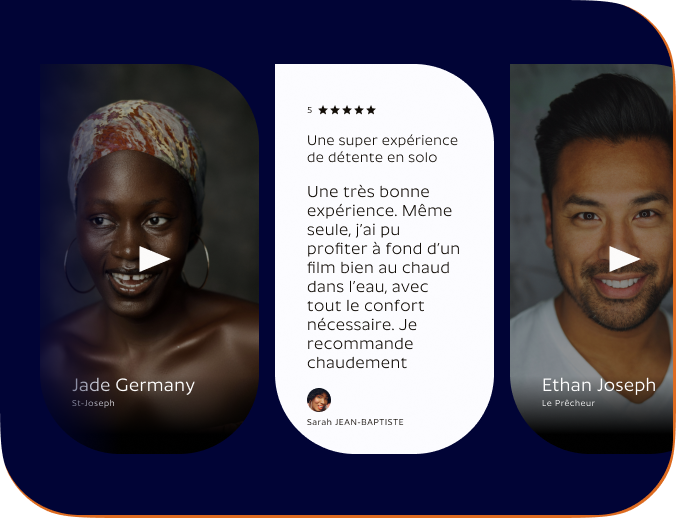 Jade Germany
St-Joseph
5 ★★★★★
Une super expérience
de détente en solo
Une très bonne
expérience. Même
seule, j’ai pu
profiter à fond d’un
film bien au chaud
dans l’eau, avec
tout le confort
nécessaire. Je
recommande
chaudement
Sarah JEAN-BAPTISTE
Ethan Joseph
Le Prêcheur